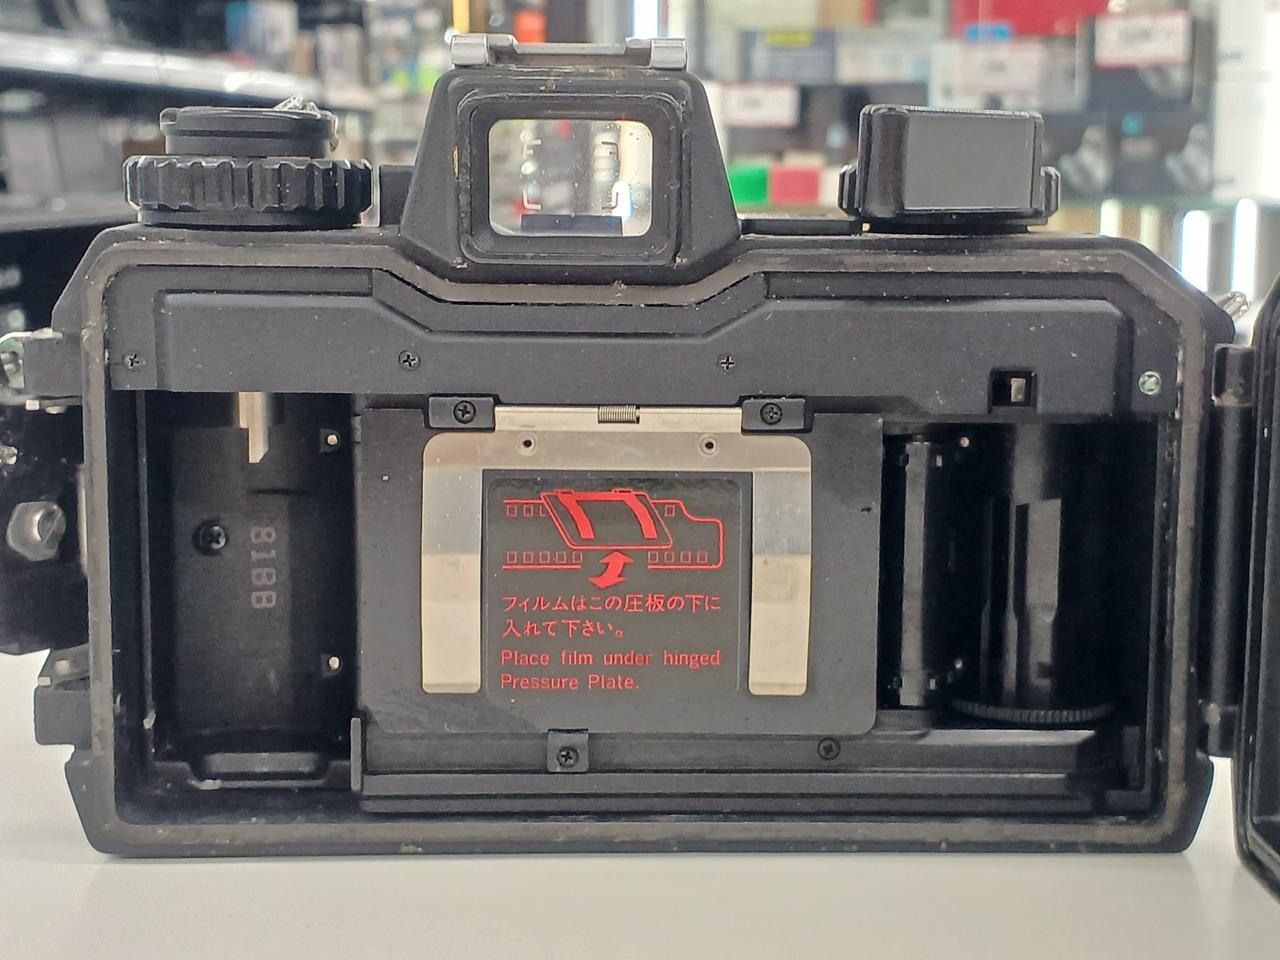 8188
フィルムはこの圧板の下に
入れて下さい。
Place film under hinged
Pressure Plate.